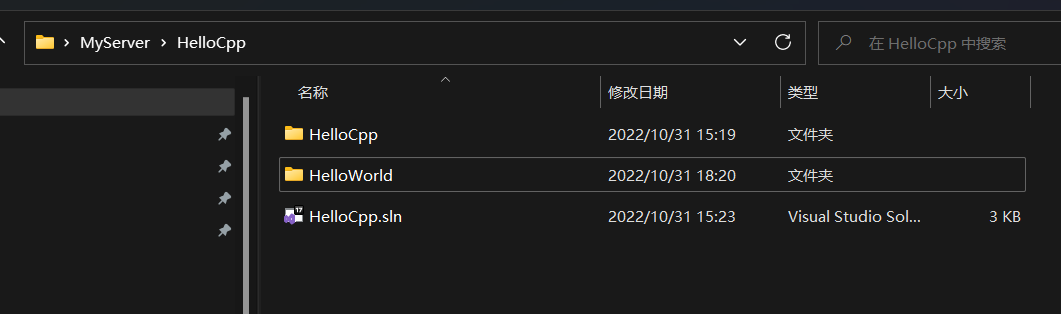 MyServer > HelloCpp
在 HelloCpp 中搜索
名称 修改日期 类型 大小
HelloCpp 2022/10/31 15:19 文件夹
HelloWorld 2022/10/31 18:20 文件夹
HelloCpp.sln 2022/10/31 15:23 Visual Studio Sol... 3 KB